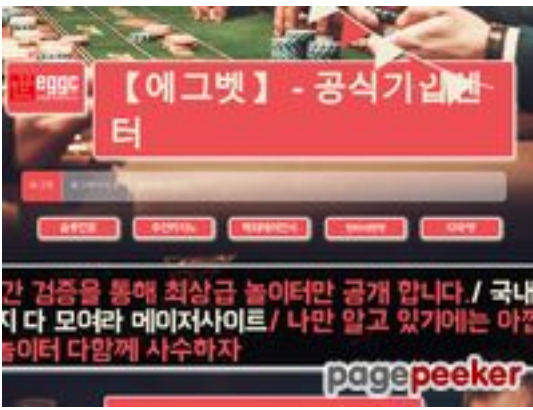 eggc
【에그벳】 - 공식가입센
터
간 검증을 통해 최상급 놀이터만 공개 합니다./ 국내
지 다 모여라 메이저사이트/ 나만 알고 있기에는 아깝
놀이터 다함께 사수하자
pagepeeker